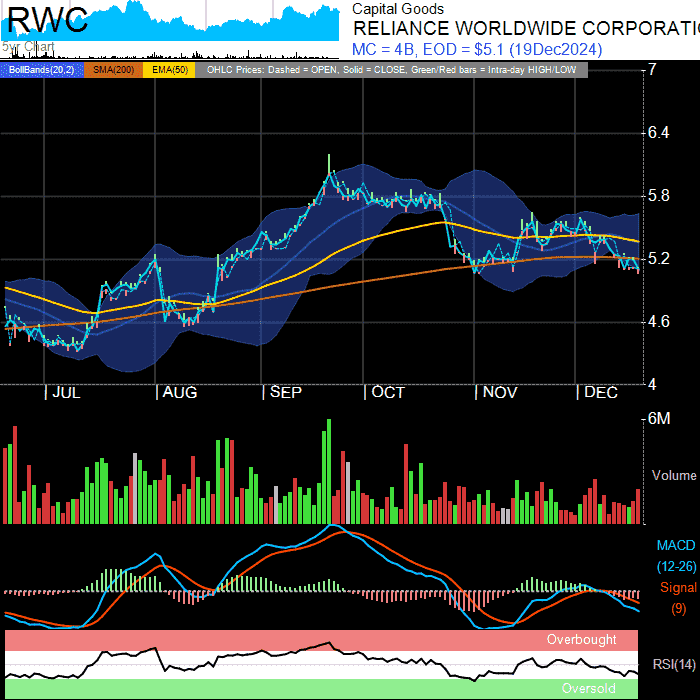 RWC
5yr Chart
Capital Goods
RELIANCE WORLDWIDE CORPORATI
MC = 4B, EOD = $5.1 (19Dec2024)
BollBands(20,2) SMA(200) EMA(50) OHLC Prices: Dashed = OPEN, Solid = CLOSE, Green/Red bars = Intra-day HIGH/LOW
7
6.4
5.8
5.2
4.6
4
| JUL | AUG | SEP | OCT | NOV | DEC
6M
Volume
MACD
(12-26)
Signal
(9)
Overbought
RSI(14)
Oversold